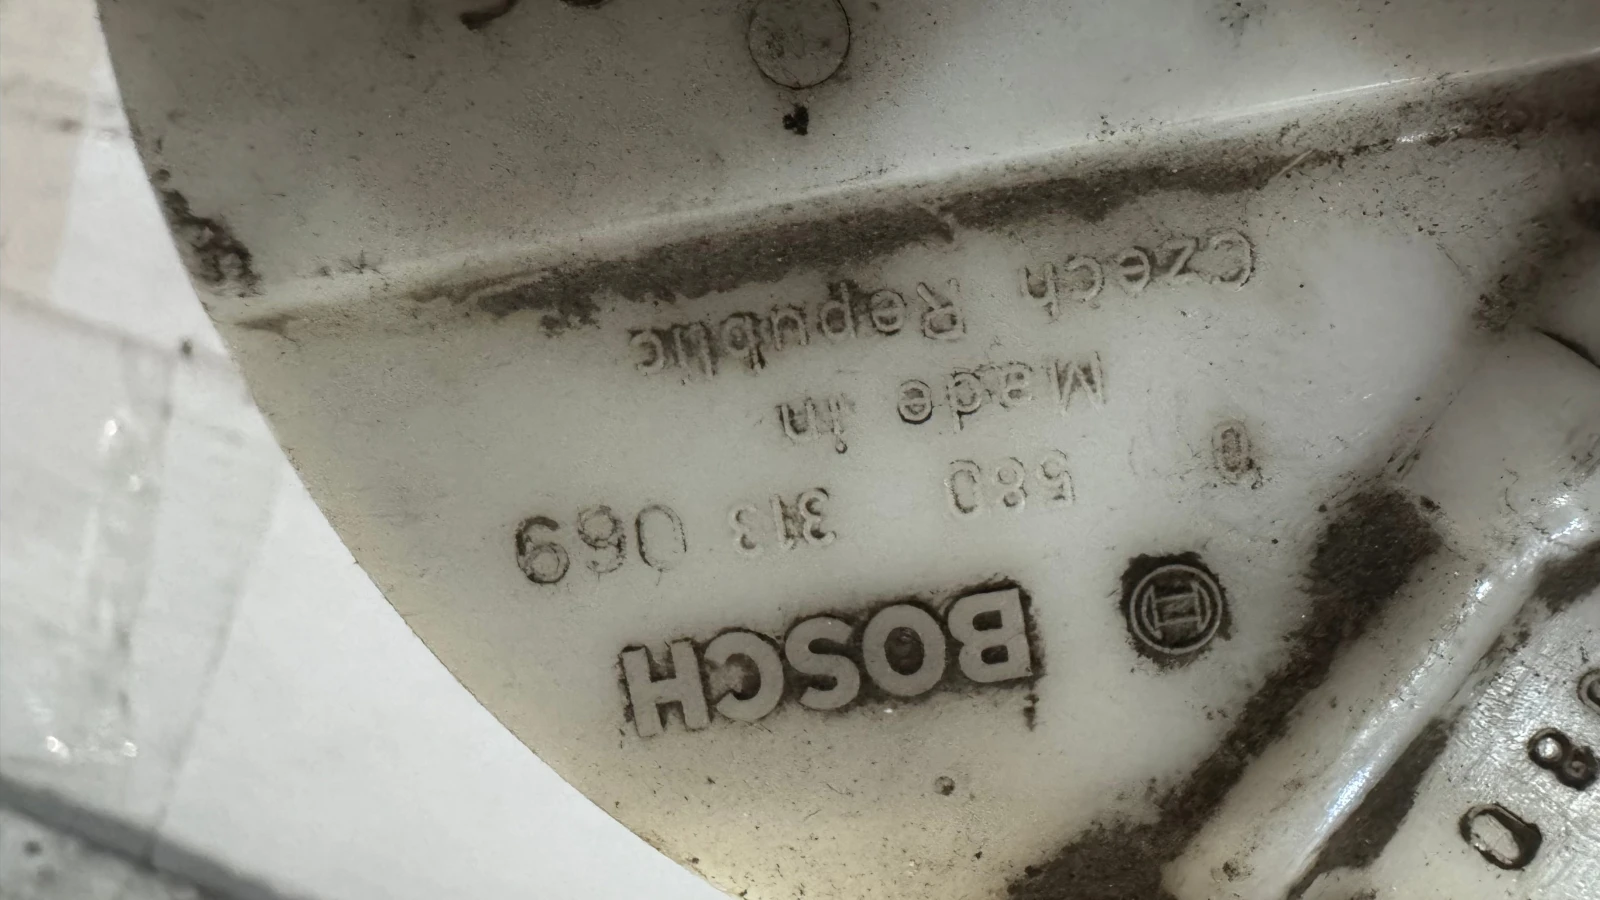 BOSCH
0 580 313 069
Made in
Czech Republic